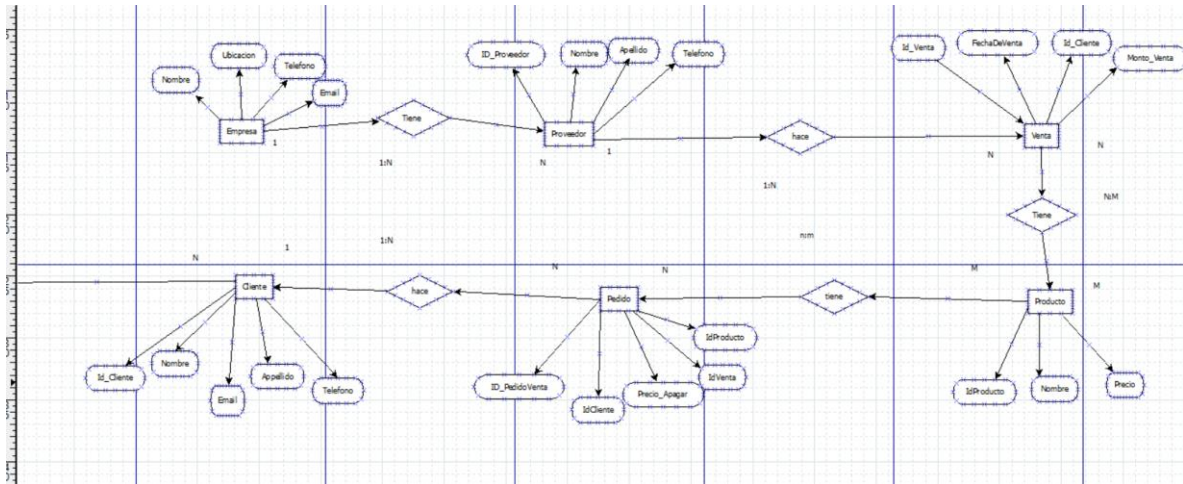 Ubicacion
Nombre
Telefono
Email
Empresa
1
Tiene
1:N
ID_Proveedor
Nombre
Apellido
Telefono
Proveedor
N
1
hace
1:N
Id_Venta
FechaDeVenta
Id_Cliente
Monto_Venta
Venta
N
N
N:M
Tiene
M
M
Producto
IdProducto
Nombre
Precio
n:m
tiene
N
N
Pedido
IdProducto
IdVenta
ID_PedidoVenta
Precio_Apagar
IdCliente
1:N
hace
1
N
Cliente
Id_Cliente
Nombre
Email
Appellido
Telefono